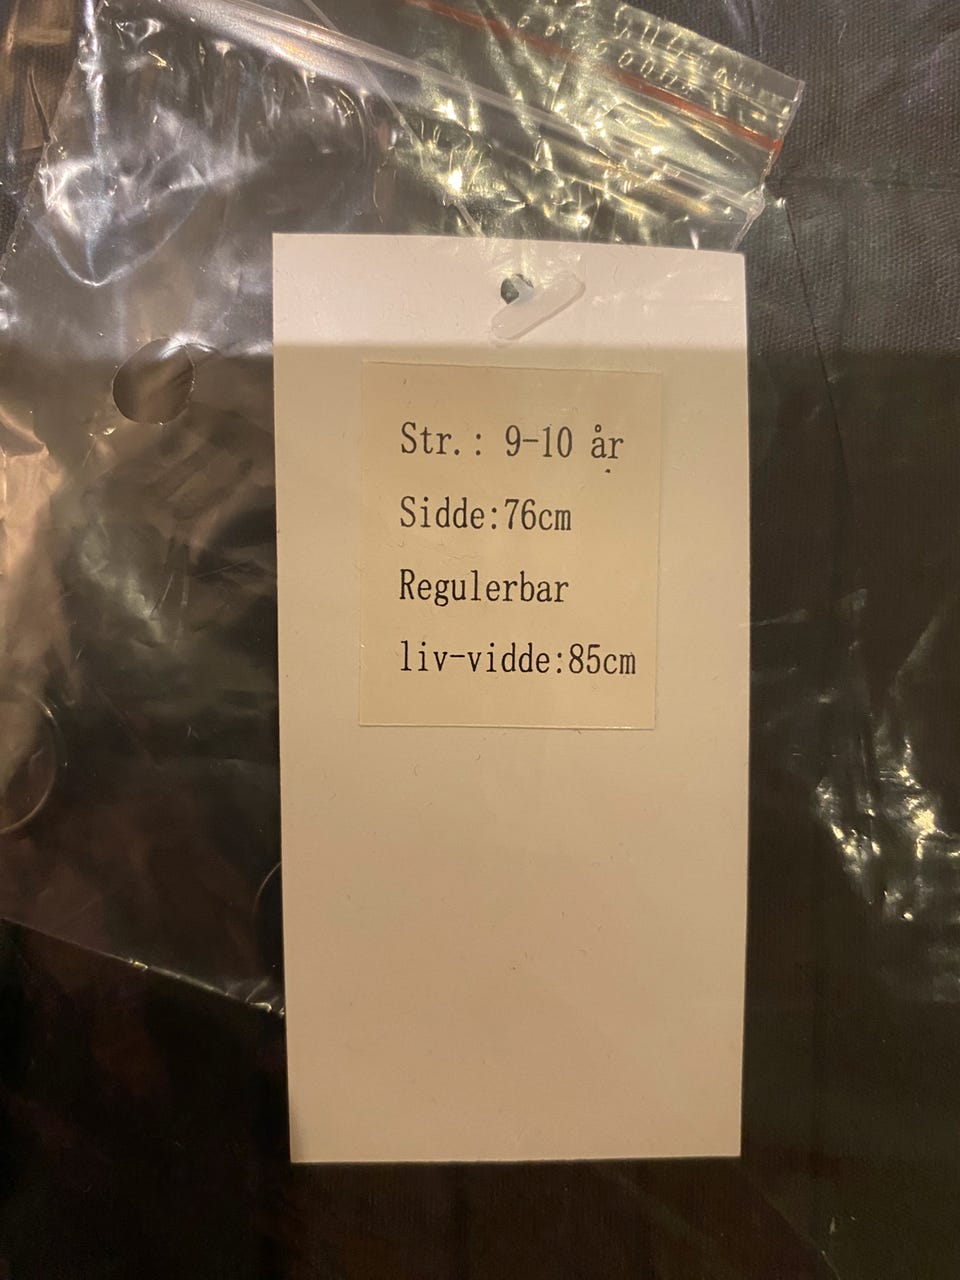 Str.: 9-10 år
Sidde:76cm
Regulerbar
liv-vidde:85cm